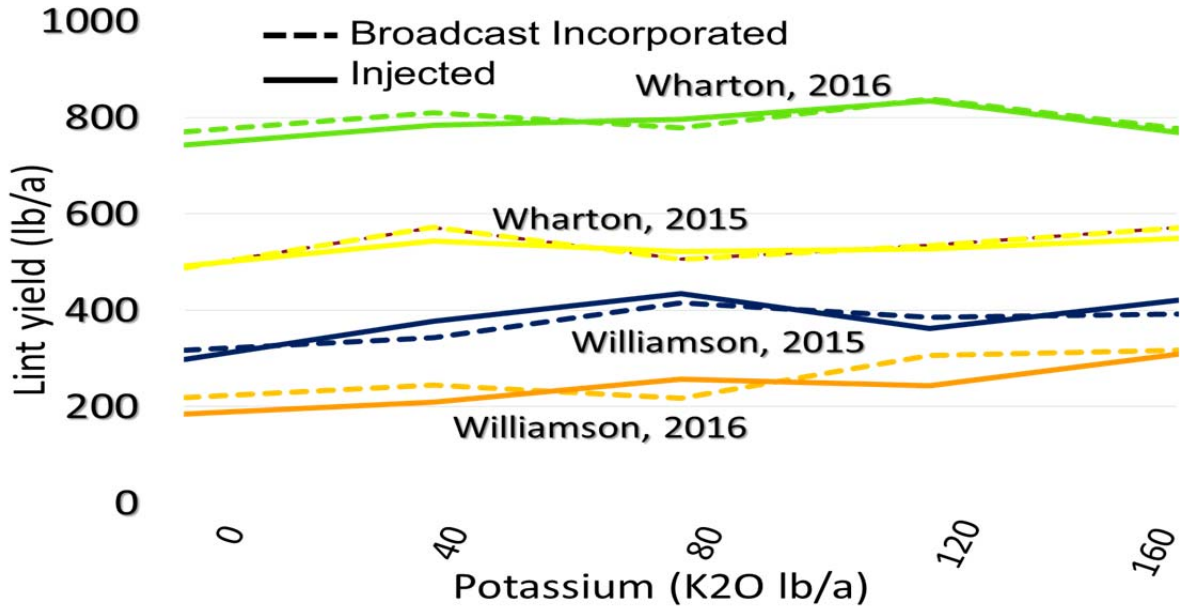 1000
Broadcast Incorporated
Injected
Wharton, 2016
800
600
Wharton, 2015
400
Williamson, 2015
200
Williamson, 2016
0
Lint yield (lb/a)
0 40 80 120 160
Potassium (K2O lb/a)